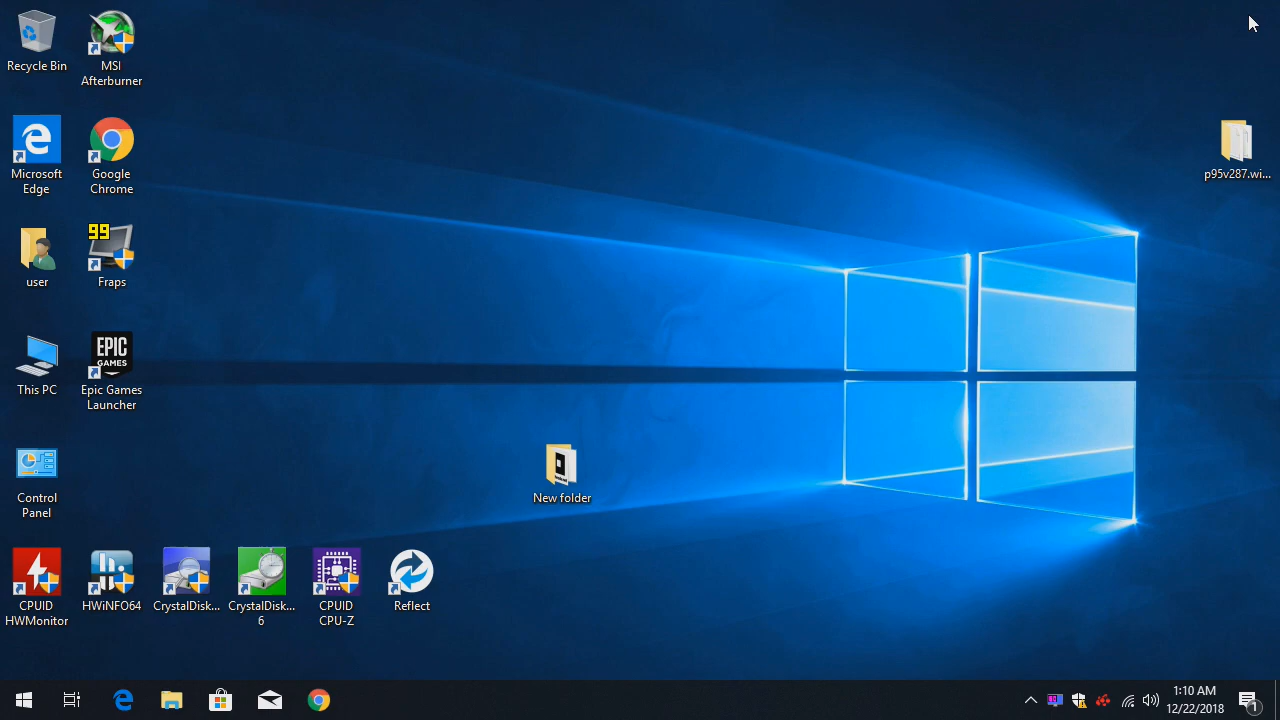 Recycle Bin
MSI
Afterburner
Microsoft
Edge
Google
Chrome
p95v287.wi...
user
99
Fraps
This PC
EPIC
GAMES
Epic Games
Launcher
Control
Panel
New folder
CPUID
HWMonitor
HWiNFO64
CrystalDisk...
CrystalDisk...
6
CPUID
CPU-Z
Reflect
1:10 AM
12/22/2018
1